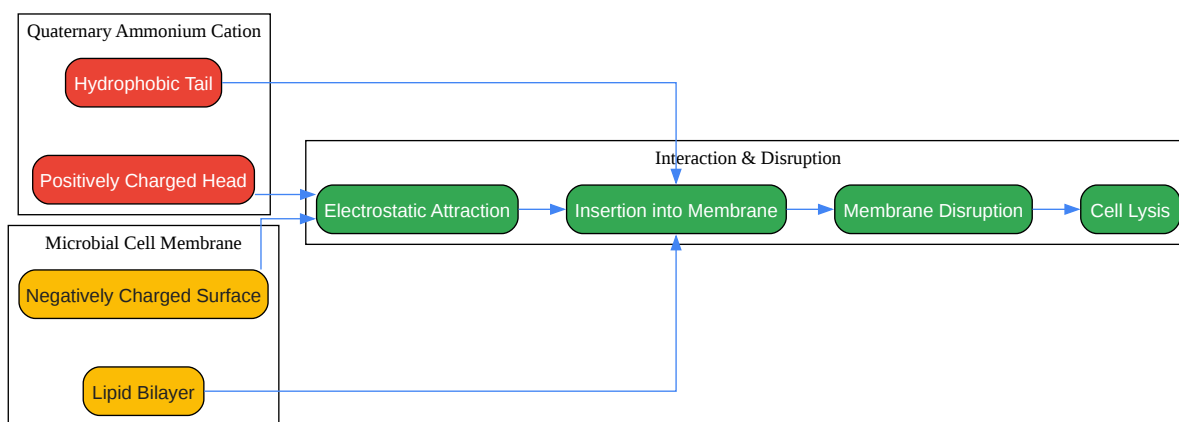 Quaternary Ammonium Cation
Hydrophobic Tail
Positively Charged Head
Microbial Cell Membrane
Negatively Charged Surface
Lipid Bilayer
Interaction & Disruption
Electrostatic Attraction
Insertion into Membrane
Membrane Disruption
Cell Lysis